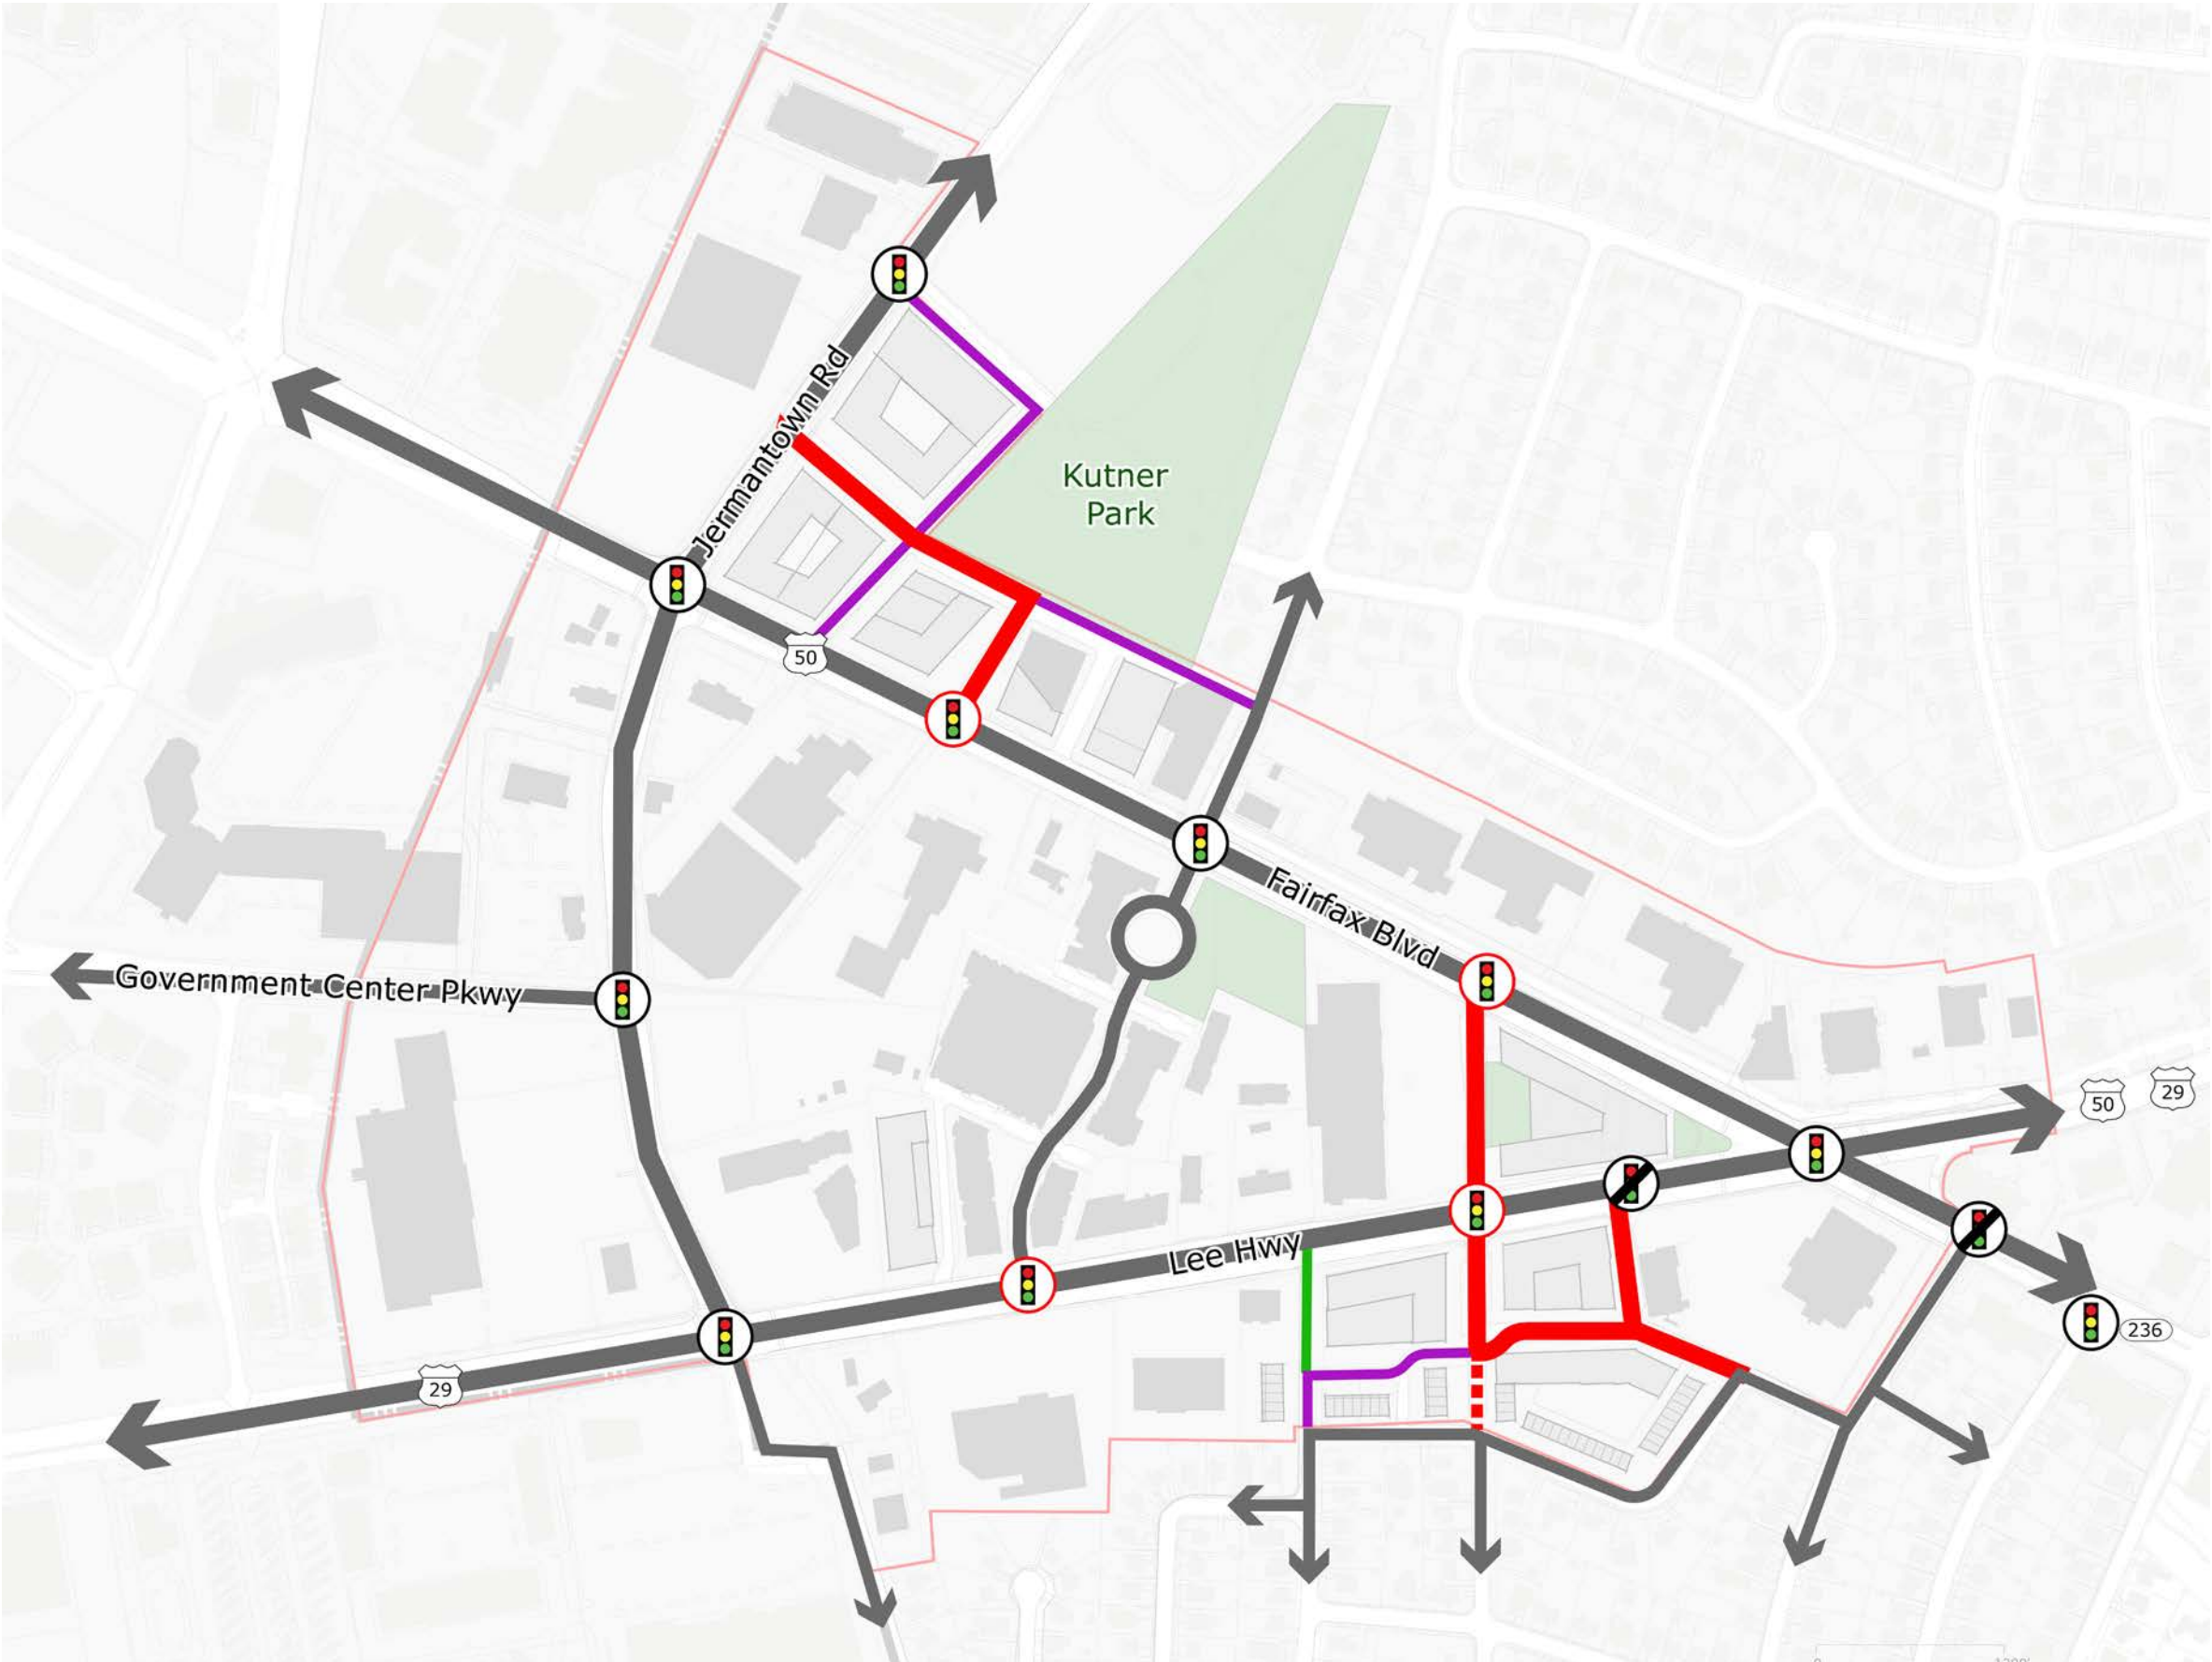 Jermantown Rd
Kutner
Park
50
Fairfax Blvd
Government Center Pkwy
50
29
Lee Hwy
236
29